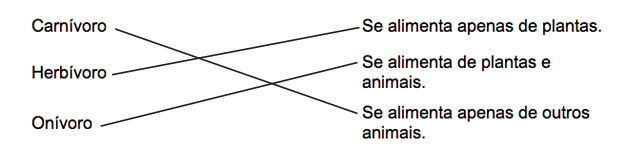 Carnívoro
Herbívoro
Onívoro
Se alimenta apenas de plantas.
Se alimenta de plantas e
animais.
Se alimenta apenas de outros
animais.